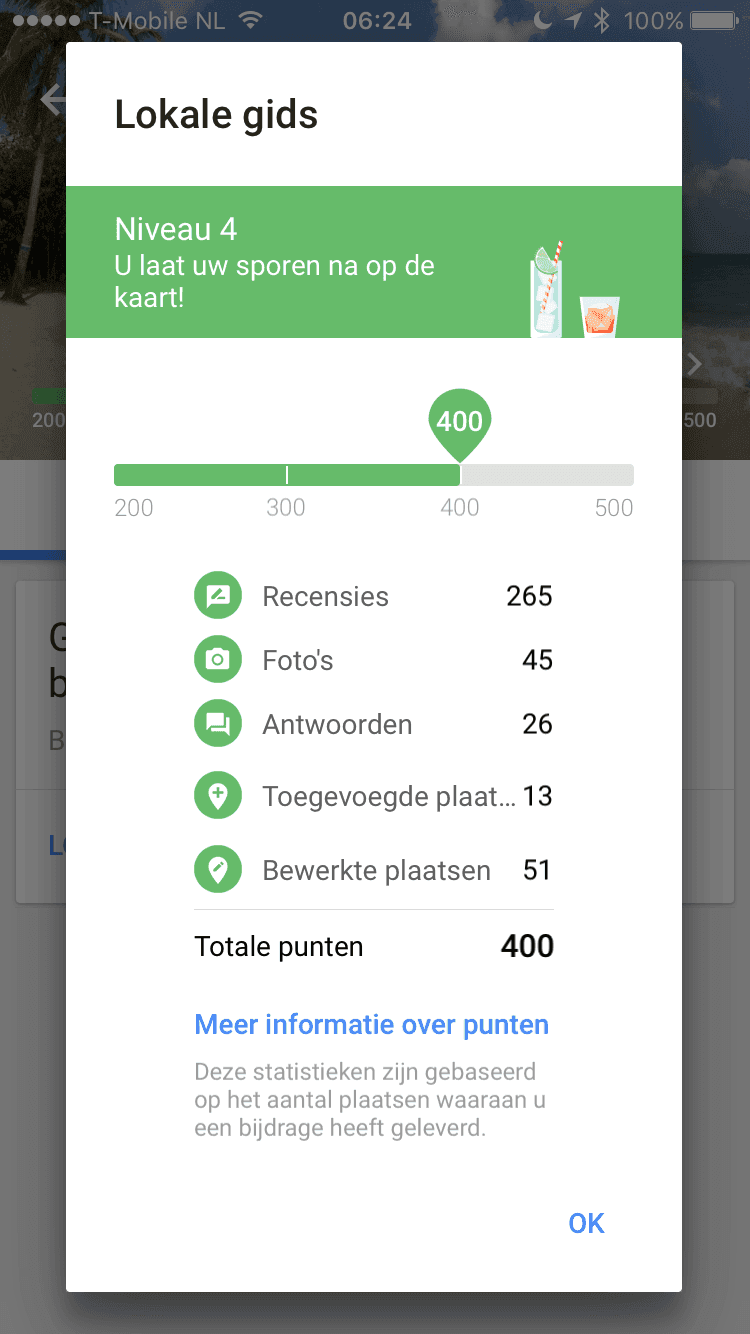 T-Mobile NL 06:24 100%
Lokale gids
Niveau 4
U laat uw sporen na op de
kaart!
400
200 300 400 500
200 500
Recensies 265
Foto's 45
Antwoorden 26
Toegevoegde plaat... 13
Bewerkte plaatsen 51
Totale punten 400
Meer informatie over punten
Deze statistieken zijn gebaseerd
op het aantal plaatsen waaraan u
een bijdrage heeft geleverd.
OK